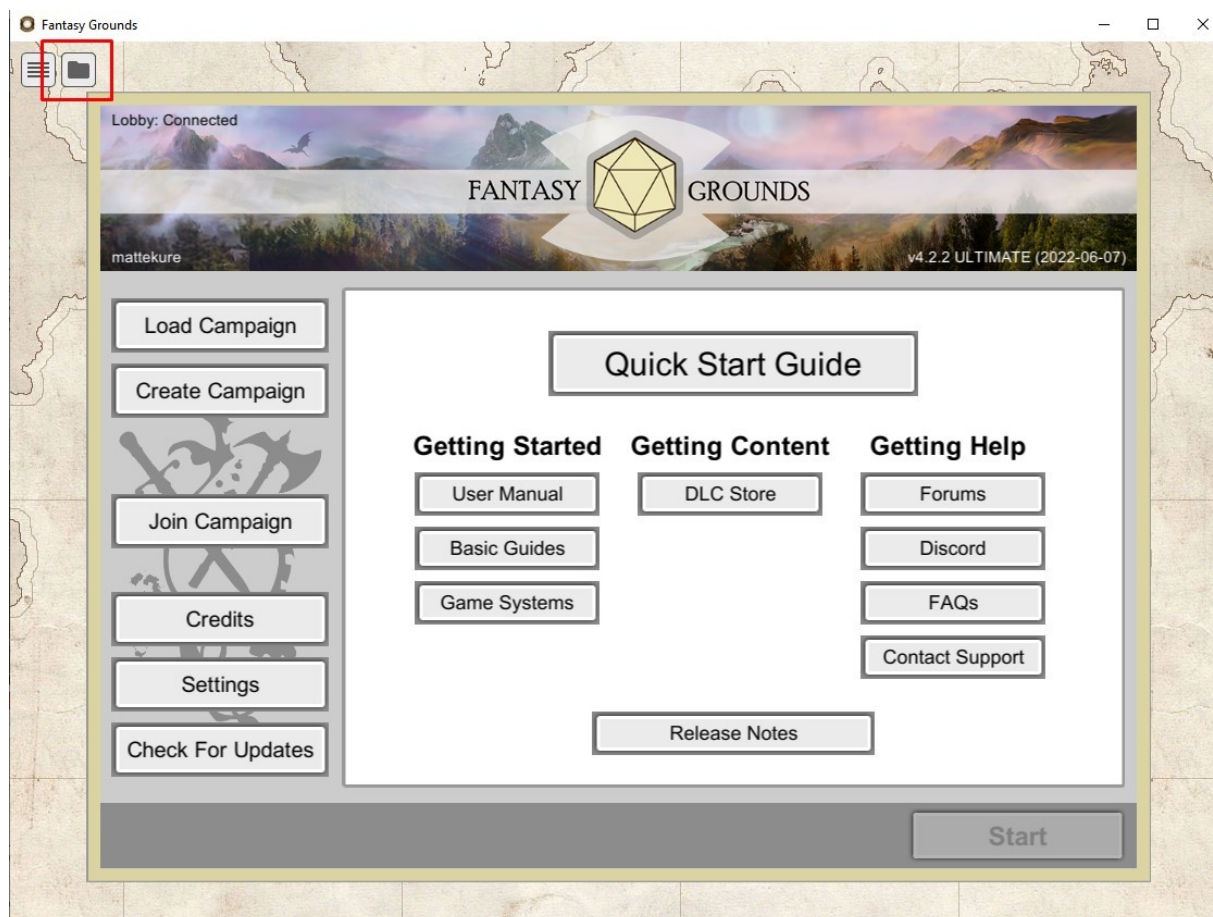 Fantasy Grounds
Lobby: Connected
FANTASY GROUNDS
mattekure
v4.2.2 ULTIMATE (2022-06-07)
Load Campaign
Create Campaign
Join Campaign
Credits
Settings
Check For Updates
Quick Start Guide
Getting Started
User Manual
Basic Guides
Game Systems
Getting Content
DLC Store
Getting Help
Forums
Discord
FAQs
Contact Support
Release Notes
Start